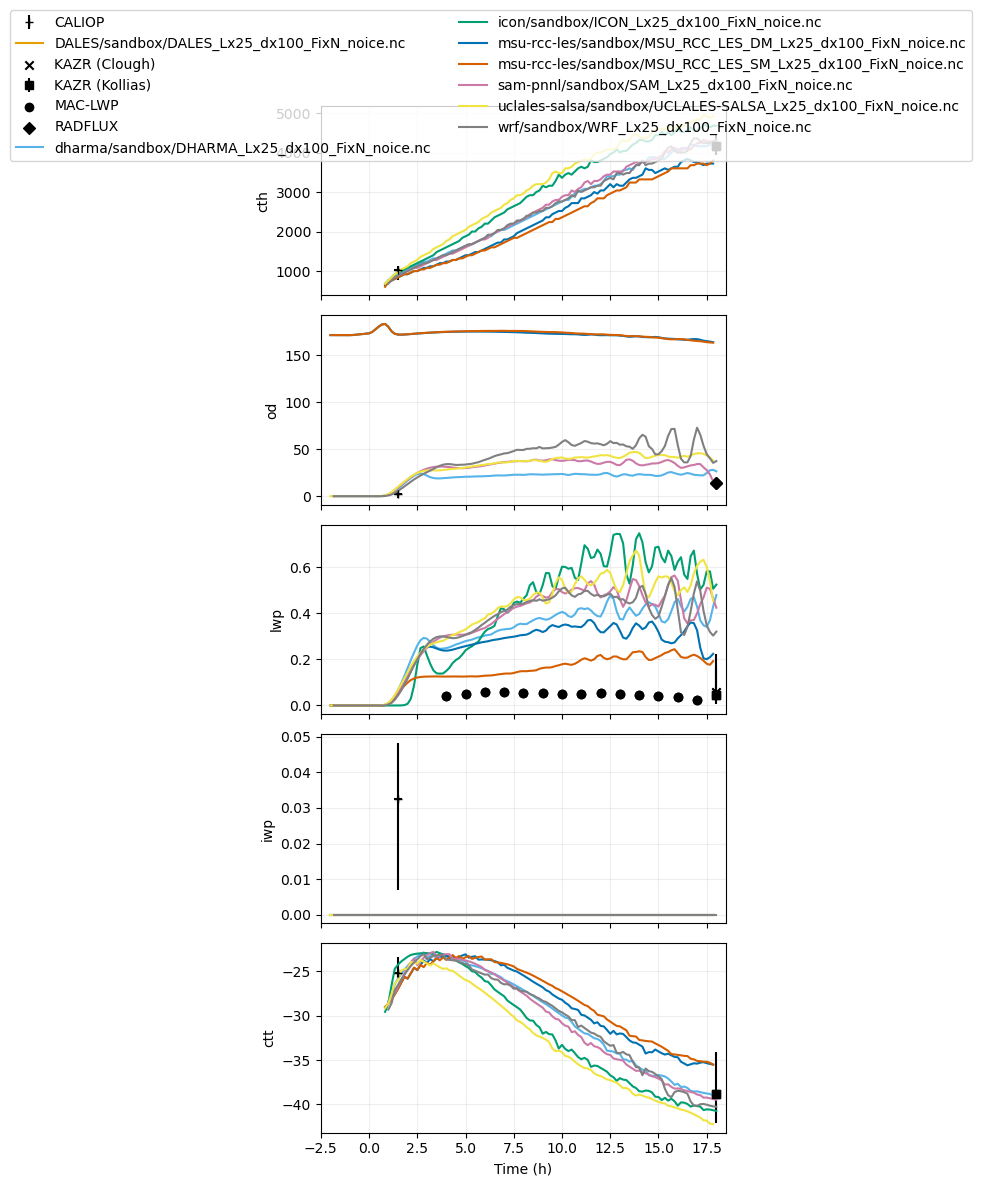 CALIOP
DALES/sandbox/DALES_Lx25_dx100_FixN_noice.nc
KAZR (Clough)
KAZR (Kollias)
MAC-LWP
RADFLUX
dharma/sandbox/DHARMA_Lx25_dx100_FixN_noice.nc
icon/sandbox/ICON_Lx25_dx100_FixN_noice.nc
msu-rcc-les/sandbox/MSU_RCC_LES_DM_Lx25_dx100_FixN_noice.nc
msu-rcc-les/sandbox/MSU_RCC_LES_SM_Lx25_dx100_FixN_noice.nc
sam-pnnl/sandbox/SAM_Lx25_dx100_FixN_noice.nc
uclales-salsa/sandbox/UCLALES-SALSA_Lx25_dx100_FixN_noice.nc
wrf/sandbox/WRF_Lx25_dx100_FixN_noice.nc
5000
4000
3000
2000
1000
cth
150
100
50
0
od
0.6
0.4
0.2
0.0
lwp
0.05
0.04
0.03
0.02
0.01
0.00
iwp
−25
−30
−35
−40
ctt
−2.5 0.0 2.5 5.0 7.5 10.0 12.5 15.0 17.5
Time (h)